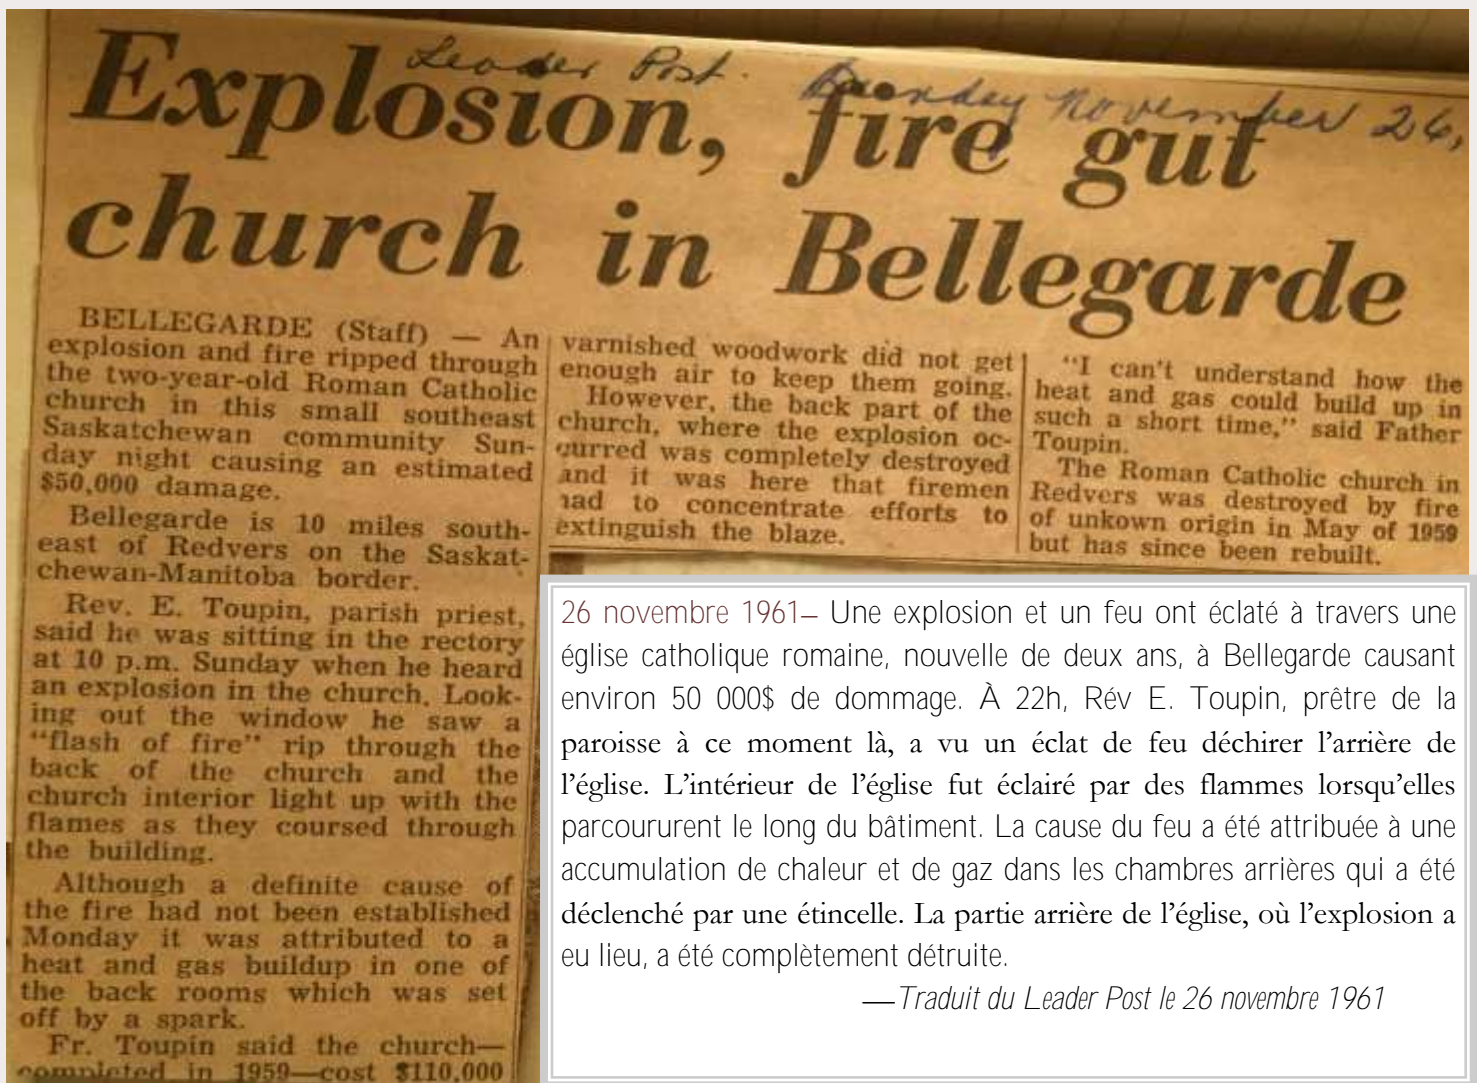 Leader Post. November 26,
Explosion, fire gut
church in Bellegarde
BELLEGARDE (Staff) — An
explosion and fire ripped through
the two-year-old Roman Catholic
church in this small southeast
Saskatchewan community Sun-
day night causing an estimated
$50,000 damage.
Bellegarde is 10 miles south-
east of Redvers on the Saskat-
chewan-Manitoba border.
Rev. E. Toupin, parish priest,
said he was sitting in the rectory
at 10 p.m. Sunday when he heard
an explosion in the church. Look-
ing out the window he saw a
“flash of fire” rip through the
back of the church and the
church interior light up with the
flames as they coursed through
the building.
Although a definite cause of
the fire had not been established
Monday it was attributed to a
heat and gas buildup in one of
the back rooms which was set
off by a spark.
Fr. Toupin said the church—
completed in 1959—cost $110,000
varnished woodwork did not get
enough air to keep them going.
However, the back part of the
church, where the explosion oc-
curred was completely destroyed
and it was here that firemen
had to concentrate efforts to
extinguish the blaze.
“I can't understand how the
heat and gas could build up in
such a short time,” said Father
Toupin.
The Roman Catholic church in
Redvers was destroyed by fire
of unkown origin in May of 1959
but has since been rebuilt.
26 novembre 1961– Une explosion et un feu ont éclaté à travers une
église catholique romaine, nouvelle de deux ans, à Bellegarde causant
environ 50 000$ de dommage. À 22h, Rév E. Toupin, prêtre de la
paroisse à ce moment là, a vu un éclat de feu déchirer l’arrière de
l’église. L’intérieur de l’église fut éclairé par des flammes lorsqu’elles
parcoururent le long du bâtiment. La cause du feu a été attribuée à une
accumulation de chaleur et de gaz dans les chambres arrières qui a été
déclenché par une étincelle. La partie arrière de l’église, où l’explosion a
eu lieu, a été complètement détruite.
—Traduit du Leader Post le 26 novembre 1961